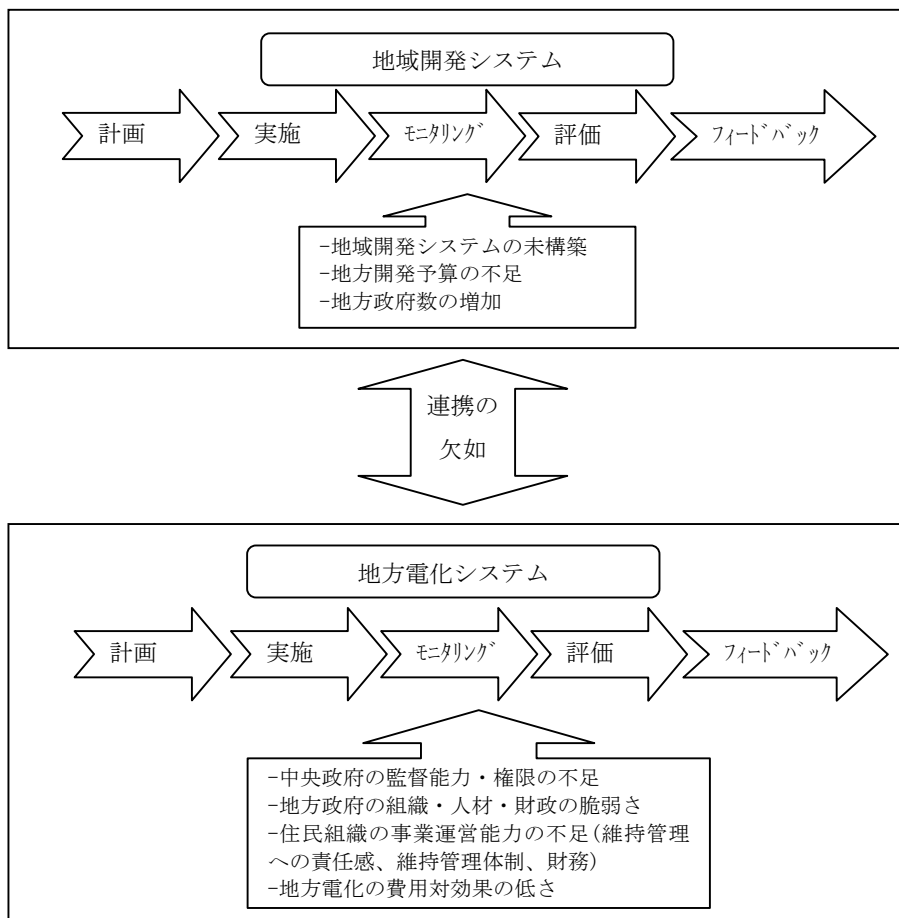 地域開発システム
計画
実施
ﾓﾆﾀﾘﾝｸﾞ
評価
ﾌｨｰﾄﾞﾊﾞｯｸ
-地域開発システムの未構築
-地方開発予算の不足
-地方政府数の増加
連携の
欠如
地方電化システム
計画
実施
ﾓﾆﾀﾘﾝｸﾞ
評価
ﾌｨｰﾄﾞﾊﾞｯｸ
-中央政府の監督能力・権限の不足
-地方政府の組織・人材・財政の脆弱さ
-住民組織の事業運営能力の不足(維持管理
への責任感、維持管理体制、財務)
-地方電化の費用対効果の低さ